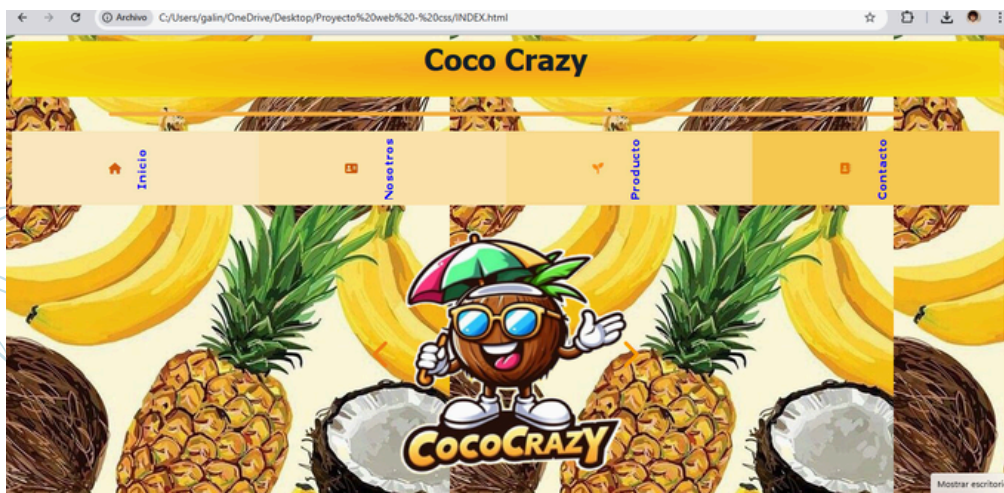 Archivo C:/Users/galin/OneDrive/Desktop/Proyecto%20web%20-%20css/INDEX.html
Coco Crazy
Inicio
Nosotros
Producto
Contacto
COCOCRAZY
Mostrar escritori